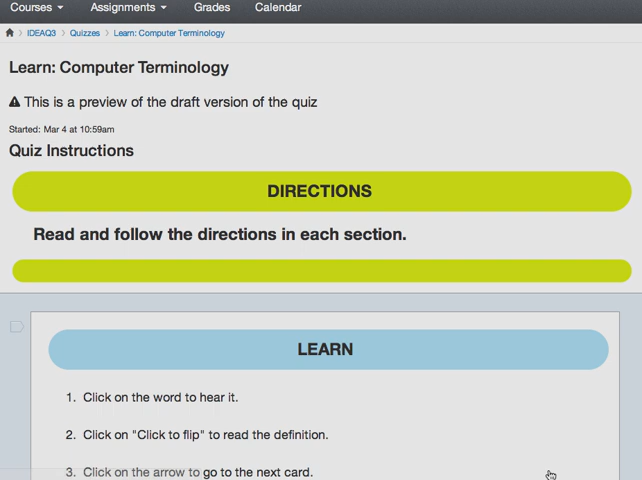 Courses Assignments Grades Calendar
IDEAQ3 Quizzes Learn: Computer Terminology
Learn: Computer Terminology
This is a preview of the draft version of the quiz
Started: Mar 4 at 10:59am
Quiz Instructions
DIRECTIONS
Read and follow the directions in each section.
LEARN
1. Click on the word to hear it.
2. Click on "Click to flip" to read the definition.
3. Click on the arrow to go to the next card.